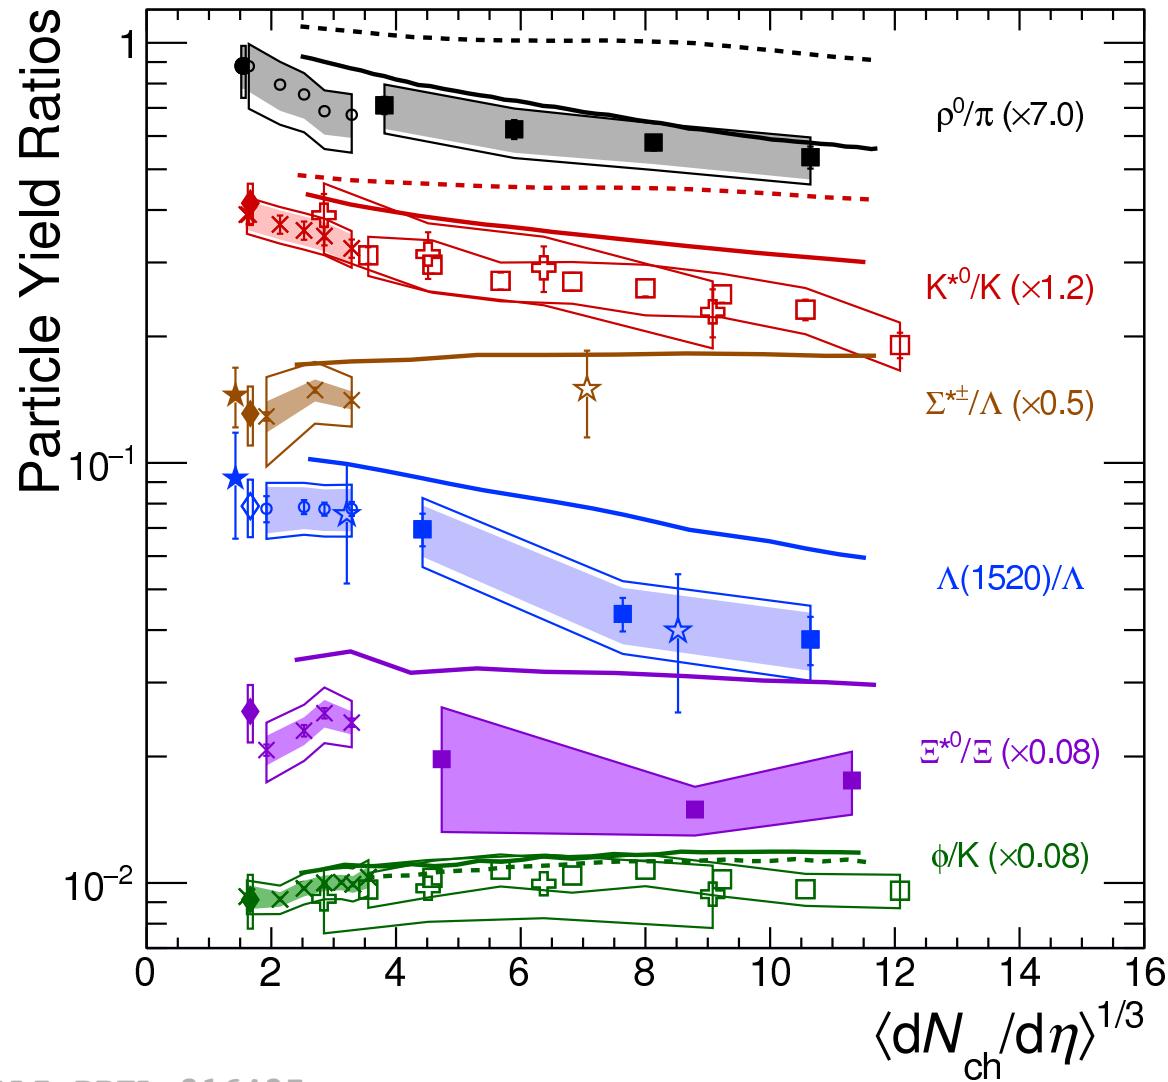 Particle Yield Ratios
1
10⁻¹
10⁻²
ρ⁰/π (×7.0)
K*⁰/K (×1.2)
Σ*±/Λ (×0.5)
Λ(1520)/Λ
Ξ*⁰/Ξ (×0.08)
ϕ/K (×0.08)
0 2 4 6 8 10 12 14 16
⟨dN_ch/dη⟩^1/3